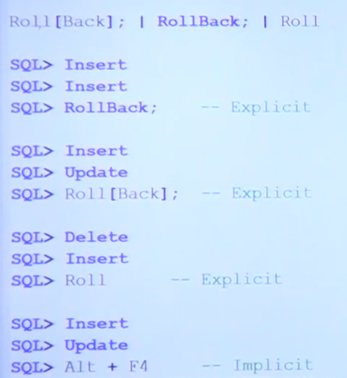 Roll[Back]; | RollBack; | Roll
SQL> Insert
SQL> Insert
SQL> RollBack; -- Explicit
SQL> Insert
SQL> Update
SQL> Roll[Back]; -- Explicit
SQL> Delete
SQL> Insert
SQL> Roll -- Explicit
SQL> Insert
SQL> Update
SQL> Alt + F4 -- Implicit